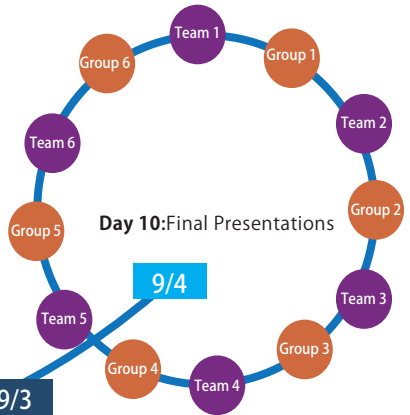 Team 1
Group 6
Group 1
Team 2
Team 6
Group 2
Group 5
Day 10:Final Presentations
9/4
Team 3
Team 5
Group 3
Group 4
Team 4
9/3